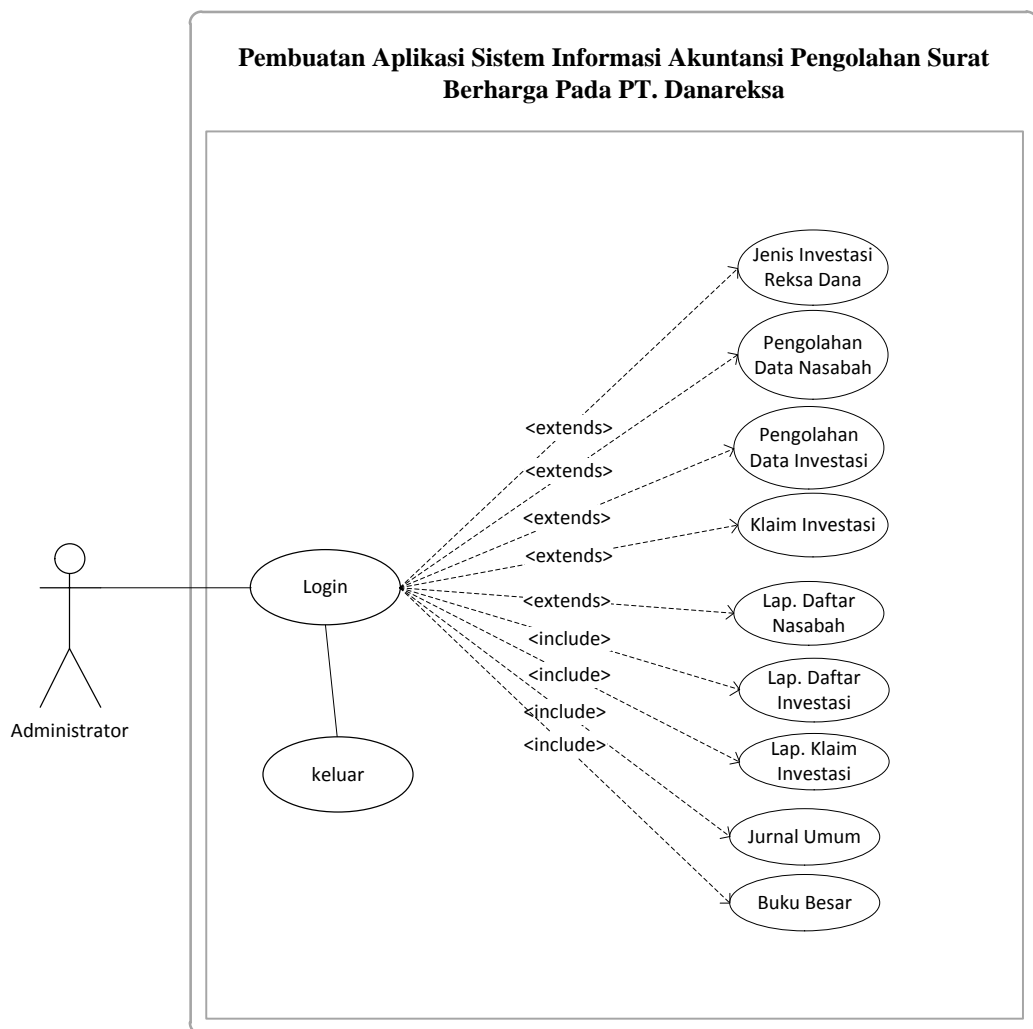 Pembuatan Aplikasi Sistem Informasi Akuntansi Pengolahan Surat
Berharga Pada PT. Danareksa
Jenis Investasi
Reksa Dana
Pengolahan
Data Nasabah
<extends>
Pengolahan
Data Investasi
<extends>
<extends>
Klaim Investasi
<extends>
Login
<extends>
Lap. Daftar
Nasabah
<include>
<include>
Lap. Daftar
Investasi
<include>
Administrator
<include>
Lap. Klaim
Investasi
keluar
Jurnal Umum
Buku Besar